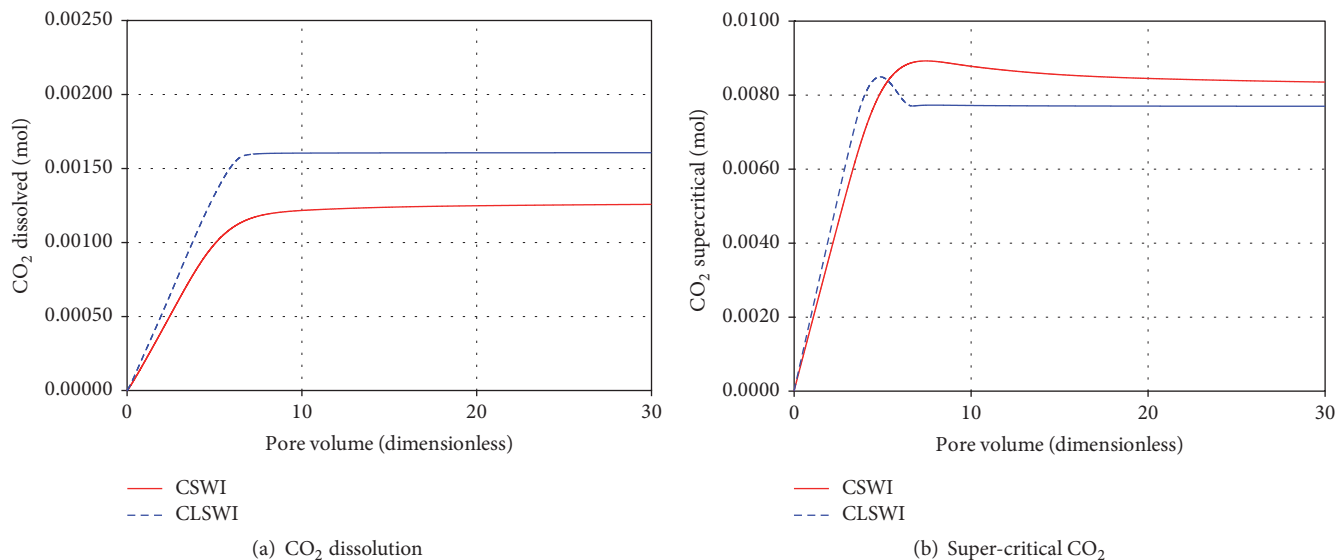 0.00250
0.00200
0.00150
0.00100
0.00050
0.00000
CO₂ dissolved (mol)
0
10
20
30
Pore volume (dimensionless)
CSWI
CLSWI
(a) CO₂ dissolution
0.0100
0.0080
0.0060
0.0040
0.0020
0.0000
CO₂ supercritical (mol)
0
10
20
30
Pore volume (dimensionless)
CSWI
CLSWI
(b) Super-critical CO₂